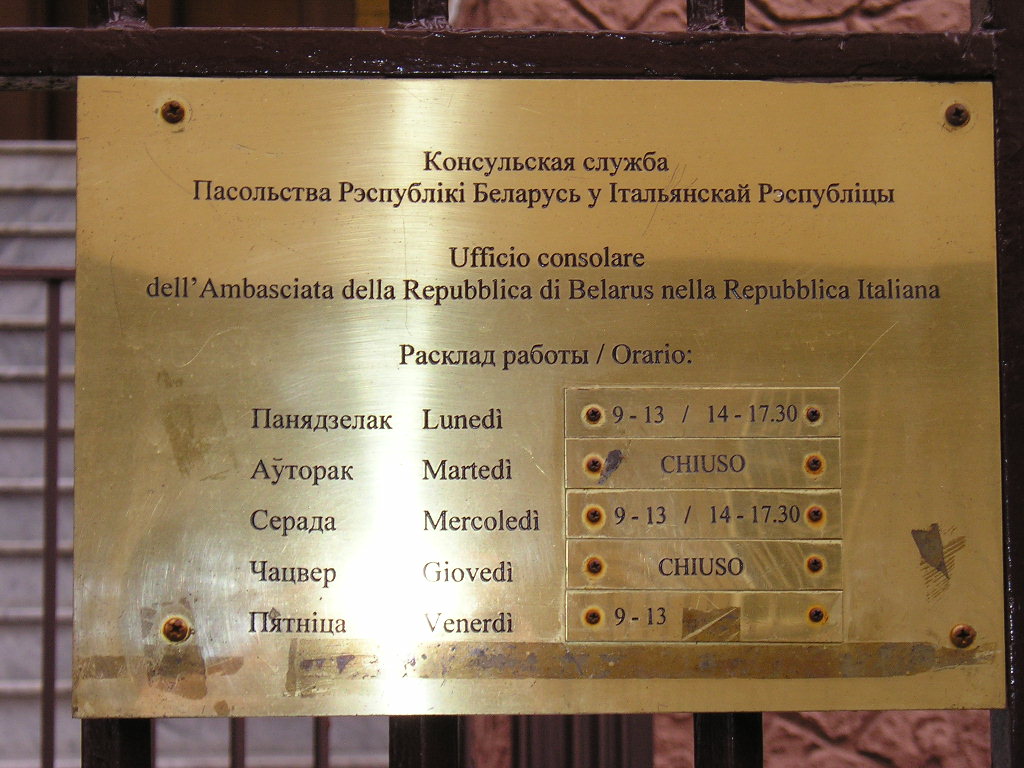 Консульская служба
Пасольства Рэспублікі Беларусь у Італьянскай Рэспубліцы
Ufficio consolare
dell'Ambasciata della Repubblica di Belarus nella Repubblica Italiana
Расклад работы / Orario:
Панядзелак Lunedì 9 - 13 / 14 - 17.30
Аўторак Martedì CHIUSO
Серада Mercoledì 9 - 13 / 14 - 17.30
Чацвер Giovedì CHIUSO
Пятніца Venerdì 9 - 13